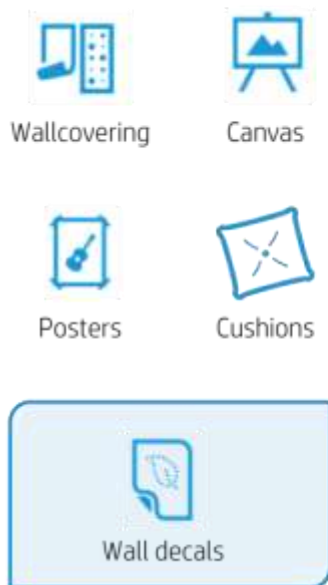 Wallcovering
Canvas
Posters
Cushions
Wall decals